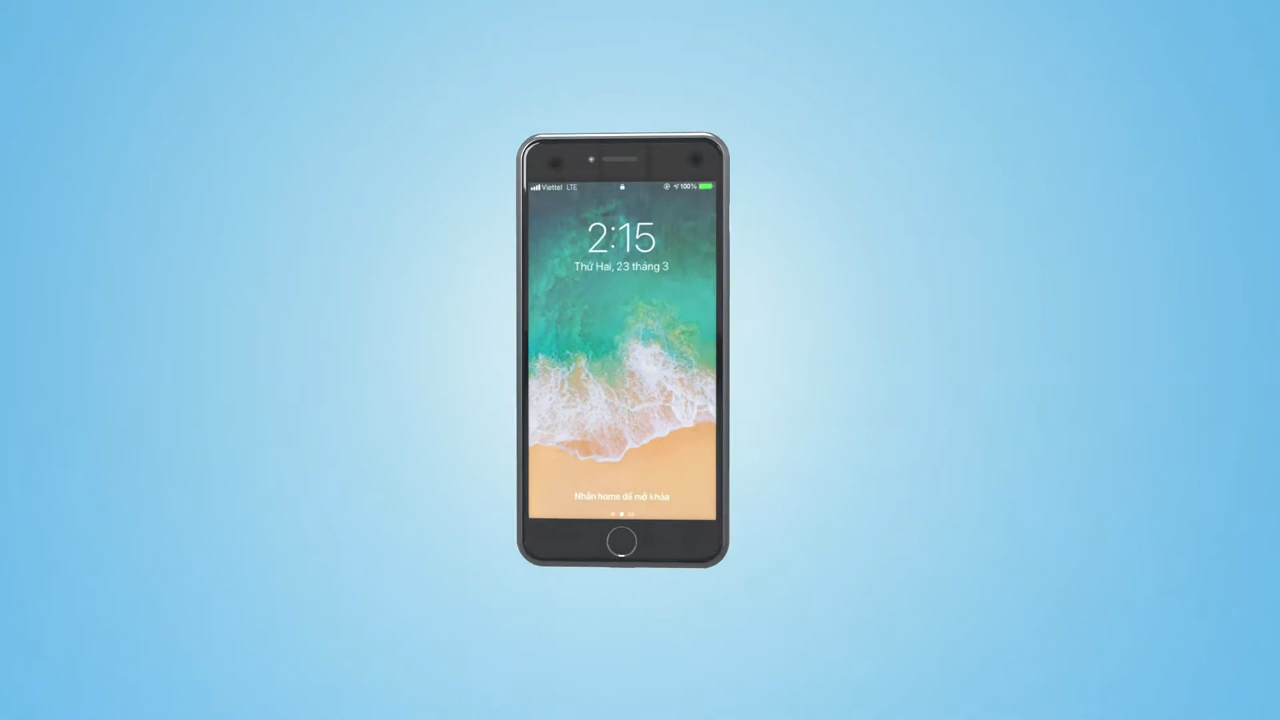 Viettel LTE 100%
2:15
Thứ Hai, 23 tháng 3
Nhấn home để mở khóa